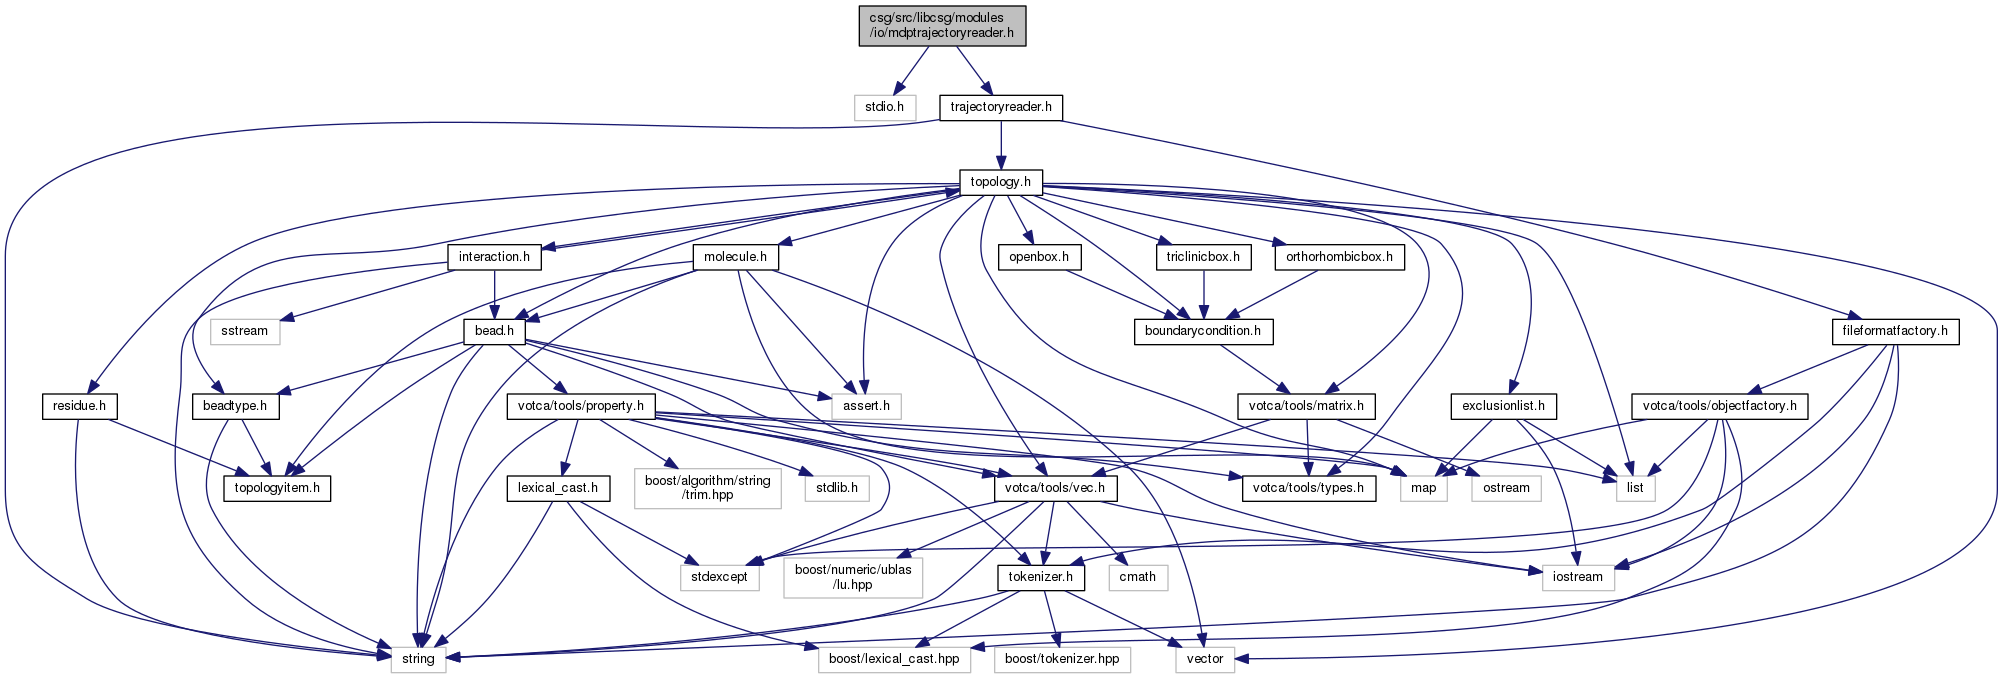 csg/src/libcsg/modules
/io/mdptrajectoryreader.h
stdio.h
trajectoryreader.h
topology.h
interaction.h
molecule.h
openbox.h
triclinicbox.h
orthorhombicbox.h
sstream
bead.h
boundarycondition.h
fileformatfactory.h
residue.h
beadtype.h
votca/tools/property.h
assert.h
votca/tools/matrix.h
exclusionlist.h
votca/tools/objectfactory.h
topologyitem.h
lexical_cast.h
boost/algorithm/string
/trim.hpp
stdlib.h
votca/tools/vec.h
votca/tools/types.h
map
ostream
list
stdexcept
boost/numeric/ublas
/lu.hpp
tokenizer.h
cmath
iostream
string
boost/lexical_cast.hpp
boost/tokenizer.hpp
vector